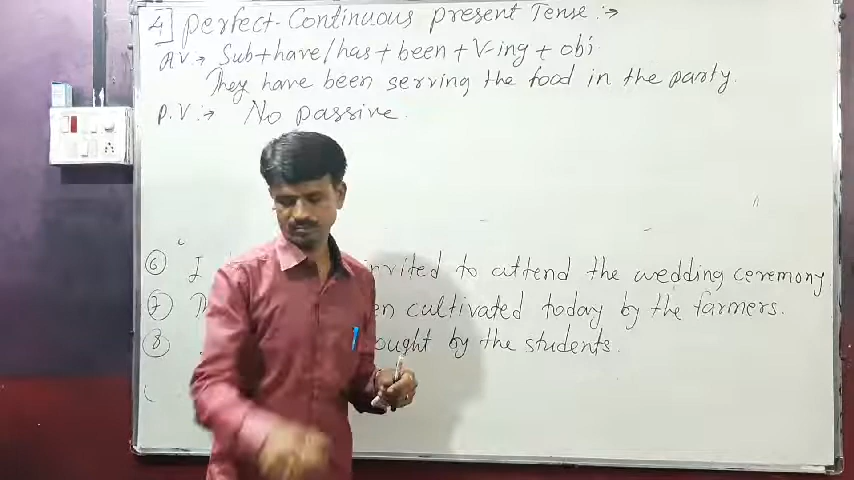 4] Perfect-Continuous present Tense :→
A.V.→ Sub+have/has+been+V-ing+obj
They have been serving the food in the party.
P.V :→ No passive.
6 I invited to attend the wedding ceremony
7 en cultivated today by the farmers.
8 ought by the students.